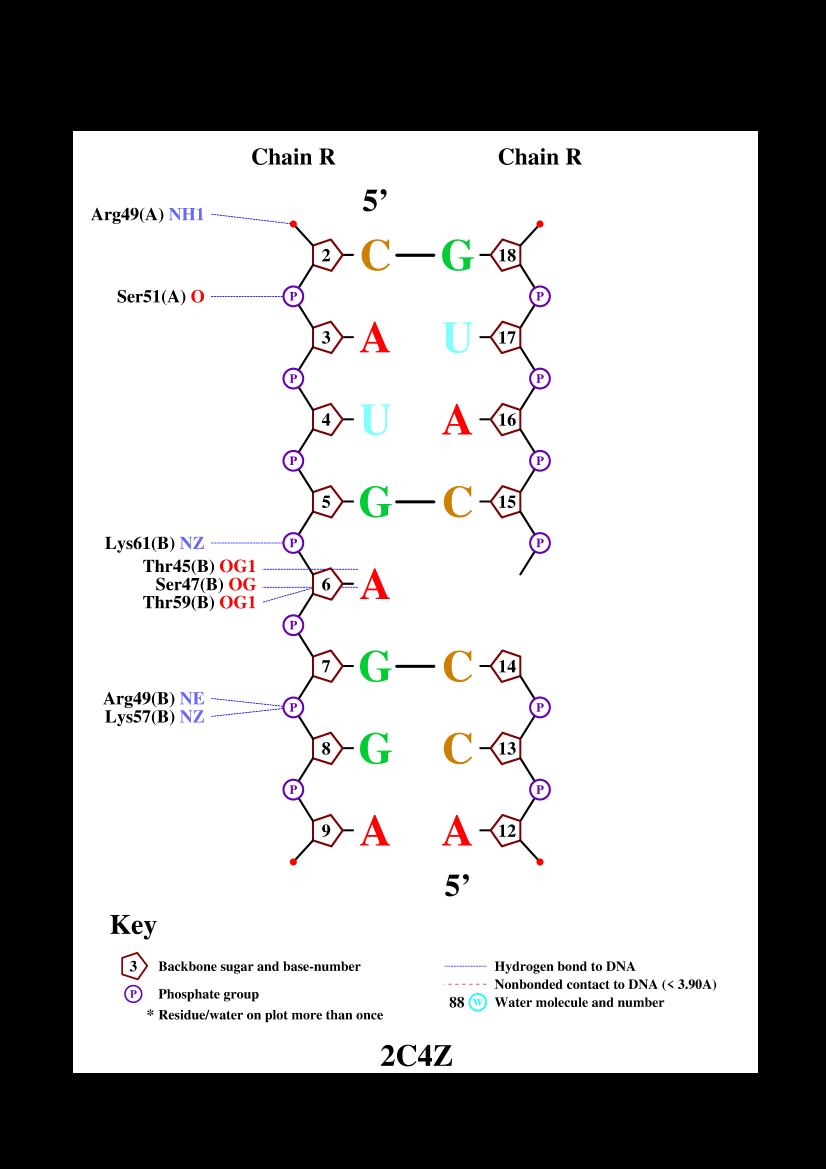 Chain R Chain R
5’
Arg49(A) NH1
2 C G 18
Ser51(A) O P P
3 A U 17
P P
4 U A 16
P P
5 G C 15
Lys61(B) NZ P P
Thr45(B) OG1
Ser47(B) OG 6 A
Thr59(B) OG1
P
7 G C 14
Arg49(B) NE P P
Lys57(B) NZ
8 G C 13
P P
9 A A 12
5’
Key
3 Backbone sugar and base-number
P Phosphate group
* Residue/water on plot more than once
Hydrogen bond to DNA
Nonbonded contact to DNA (< 3.90A)
88 W Water molecule and number
2C4Z